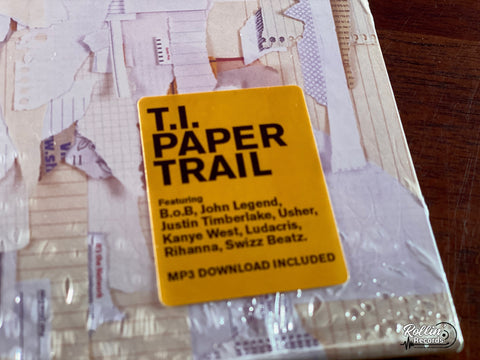 T.I.
PAPER
TRAIL
Featuring
B.o.B, John Legend,
Justin Timberlake, Usher,
Kanye West, Ludacris,
Rihanna, Swizz Beatz.
MP3 DOWNLOAD INCLUDED
Rollin'
Records